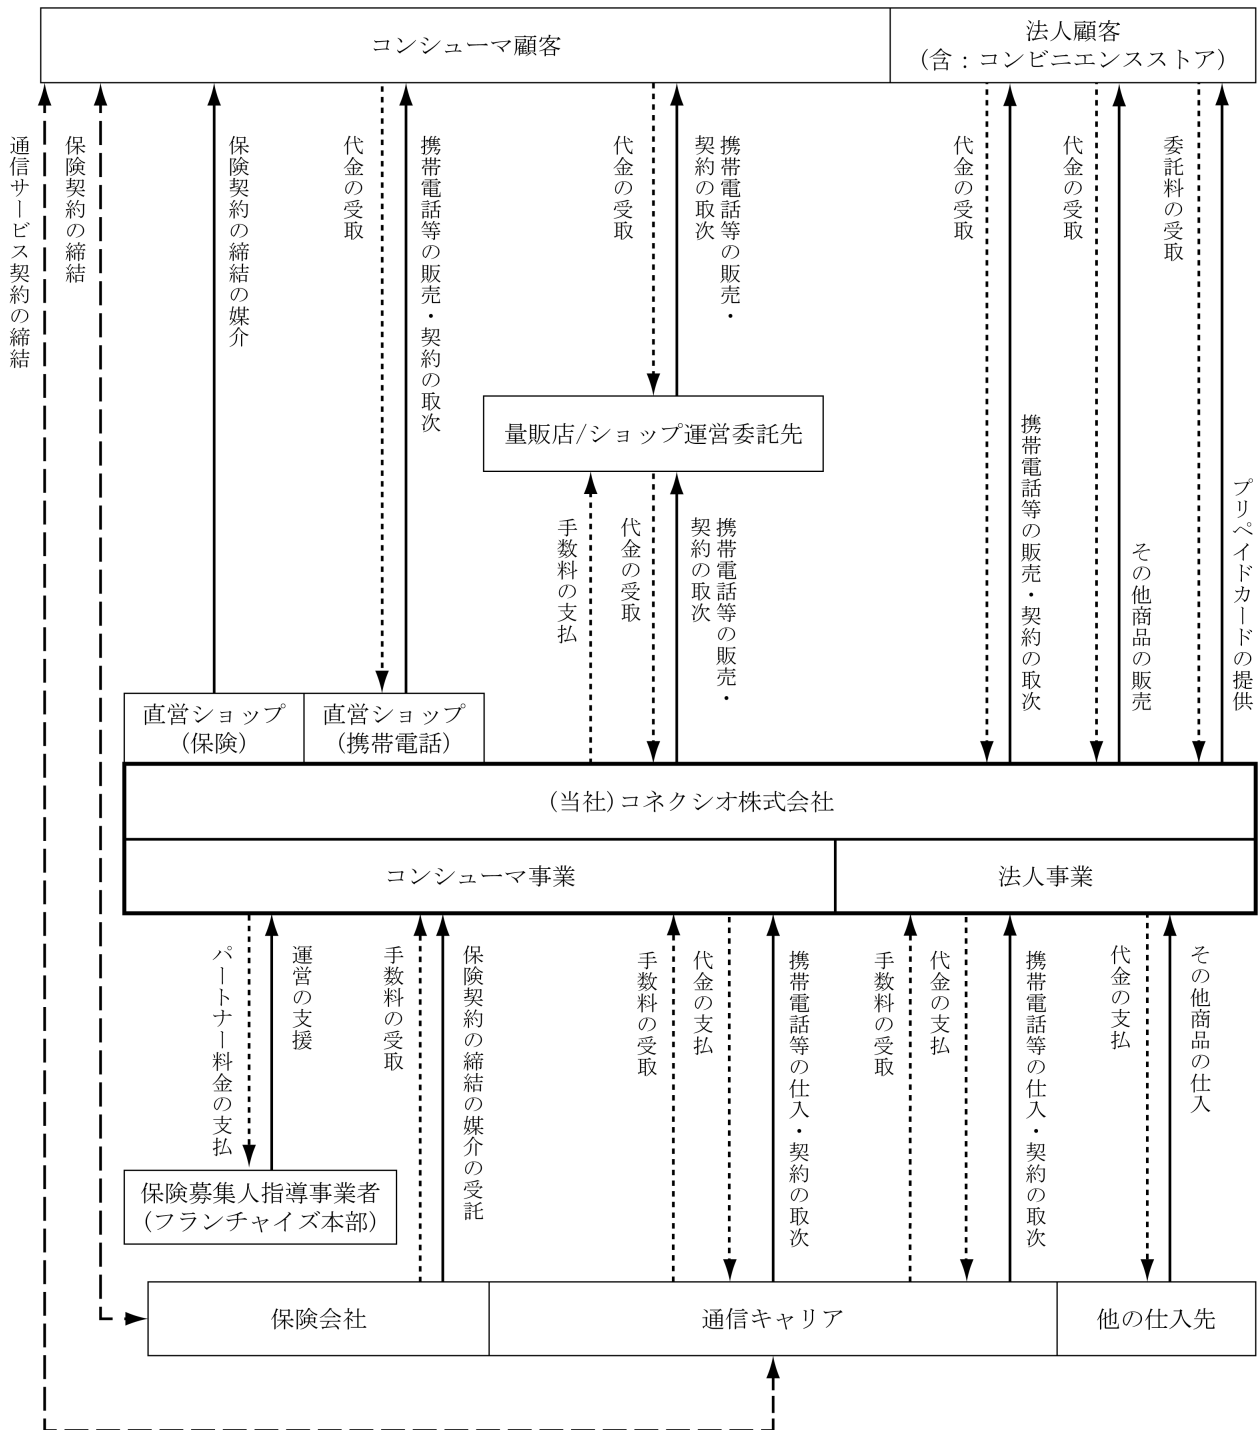 コンシューマ顧客
法人顧客
（含：コンビニエンスストア）
通信サービス契約の締結
保険契約の締結
保険契約の締結の媒介
代金の受取
携帯電話等の販売・契約の取次
代金の受取
携帯電話等の販売・
契約の取次
代金の受取
携帯電話等の販売・契約の取次
代金の受取
その他商品の販売
委託料の受取
プリペイドカードの提供
量販店/ショップ運営委託先
手数料の支払
代金の受取
携帯電話等の販売・
契約の取次
直営ショップ
（保険）
直営ショップ
（携帯電話）
（当社）コネクシオ株式会社
コンシューマ事業
法人事業
パートナー料金の支払
運営の支援
手数料の受取
保険契約の締結の媒介の受託
手数料の受取
代金の支払
携帯電話等の仕入・契約の取次
手数料の受取
代金の支払
携帯電話等の仕入・契約の取次
代金の支払
その他商品の仕入
保険募集人指導事業者
（フランチャイズ本部）
保険会社
通信キャリア
他の仕入先